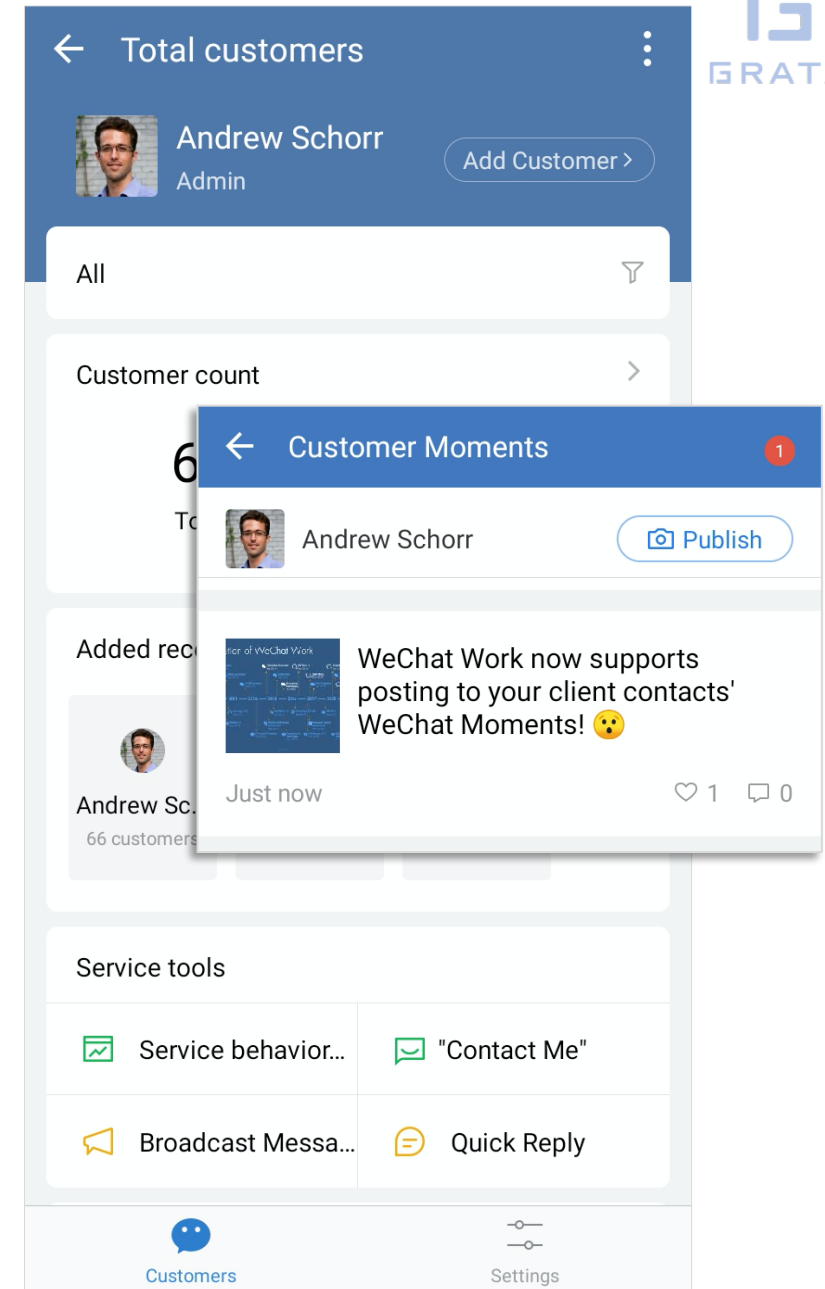 Total customers
GRAT
Andrew Schorr
Admin
Add Customer
All
Customer count
6
Customer Moments
1
Andrew Schorr
Publish
Added rec
WeChat Work now supports
posting to your client contacts'
WeChat Moments! 😯
Just now
1
0
Andrew Sc...
66 customers
Service tools
Service behavior...
"Contact Me"
Broadcast Messa...
Quick Reply
Customers
Settings